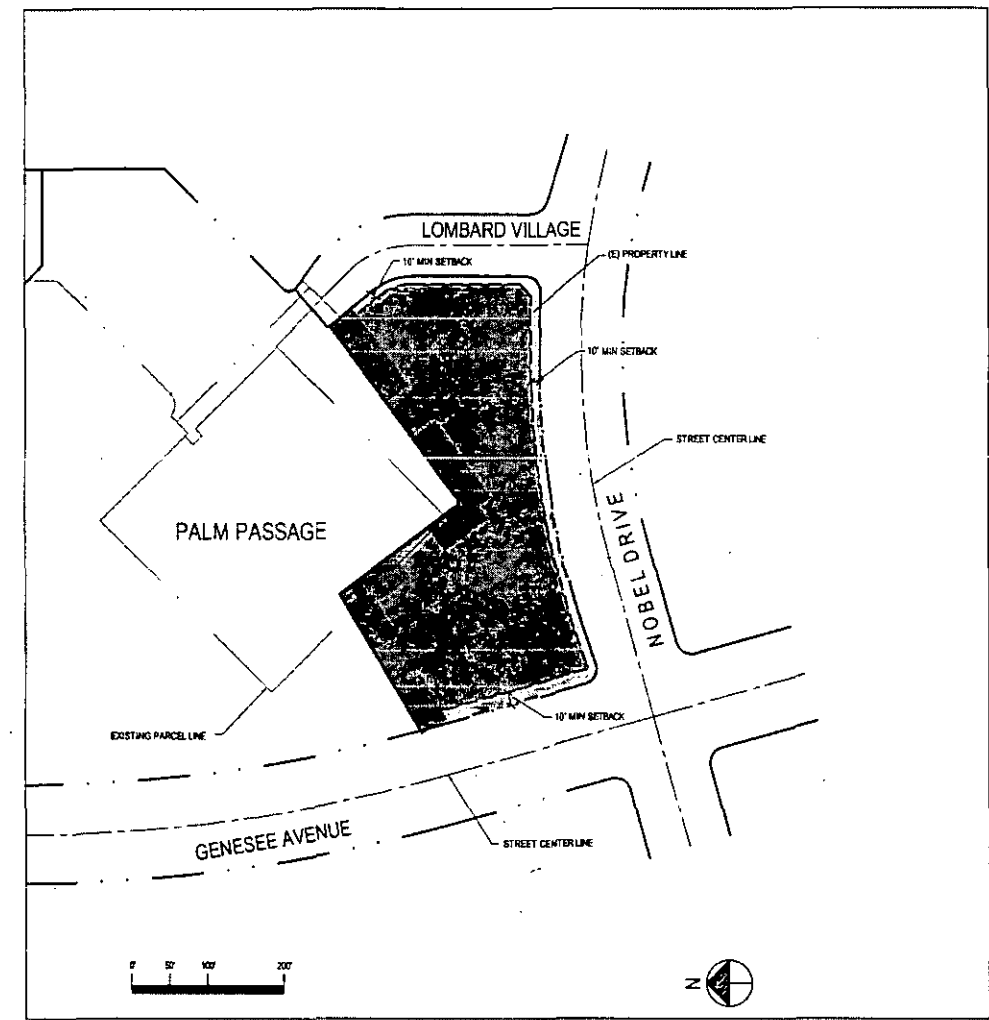 LOMBARD VILLAGE
(E) PROPERTY LINE
10' MIN SETBACK
10' MIN SETBACK
STREET CENTER LINE
PALM PASSAGE
NOBEL DRIVE
10' MIN SETBACK
EXISTING PARCEL LINE
STREET CENTER LINE
GENESEE AVENUE
0' 50' 100' 200'
N